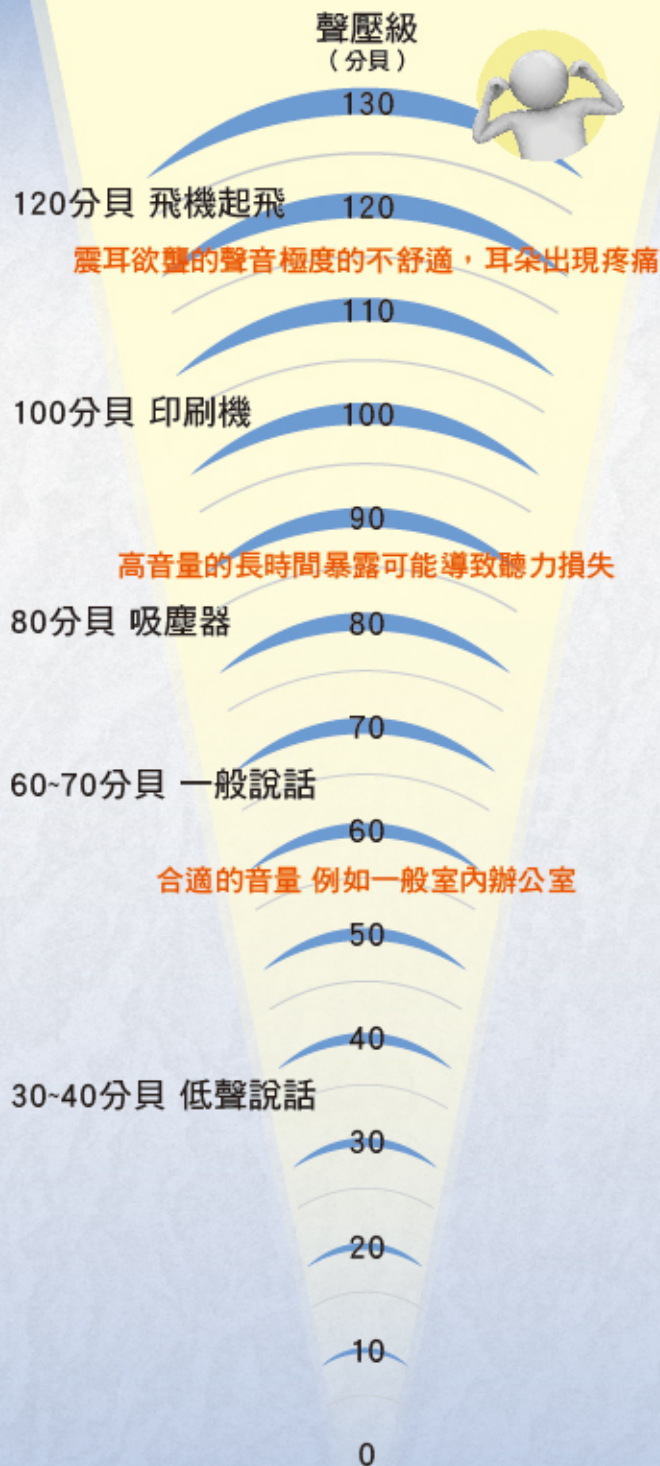 聲壓級
(分貝)
130
120分貝 飛機起飛
120
震耳欲聾的聲音極度的不舒適,耳朵出現疼痛
110
100分貝 印刷機
100
90
高音量的長時間暴露可能導致聽力損失
80分貝 吸塵器
80
70
60~70分貝 一般說話
60
合適的音量 例如一般室內辦公室
50
40
30~40分貝 低聲說話
30
20
10
0